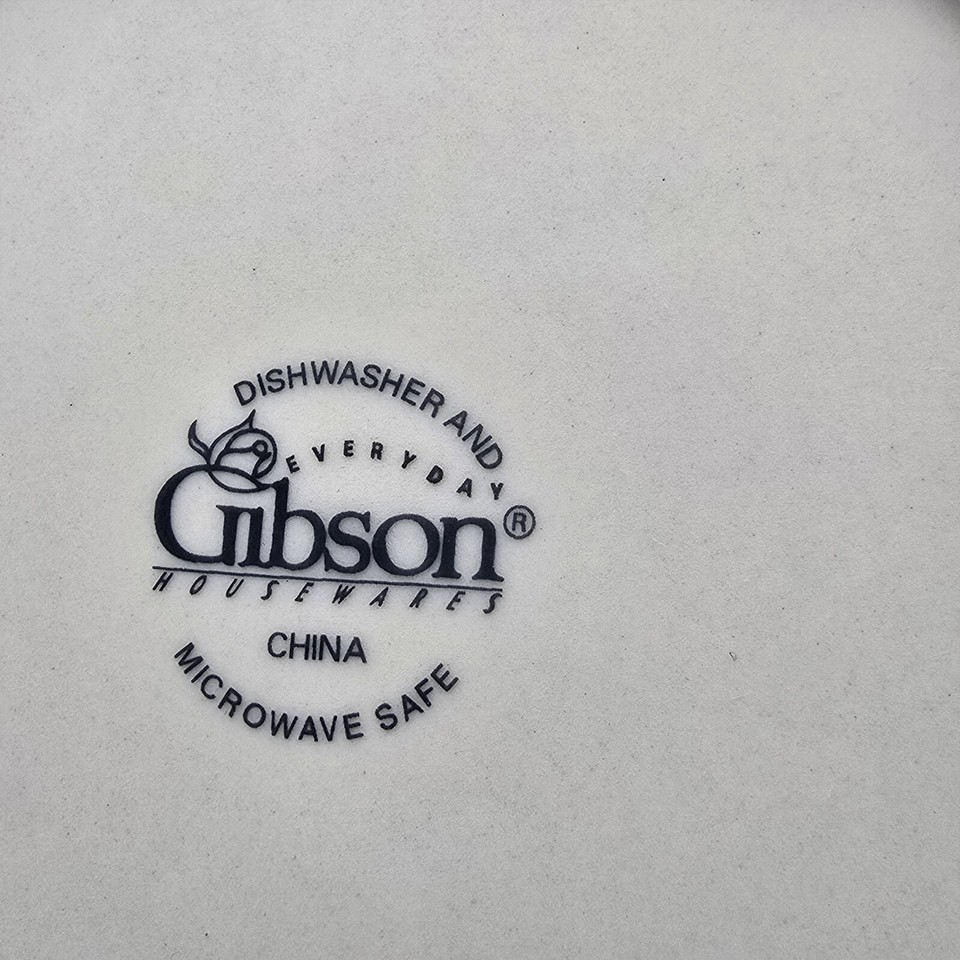 DISHWASHER AND
EVERYDAY
Gibson®
HOUSEWARES
CHINA
MICROWAVE SAFE